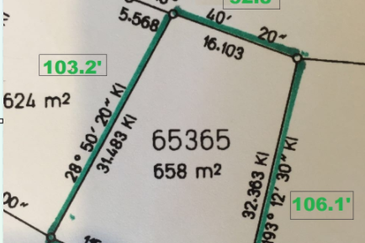 5.568
40'
16.103
20"
103.2'
624 m²
28° 50' 20" Kl
31.483 Kl
65365
658 m²
32.363 Kl
193° 12' 30" Kl
106.1'